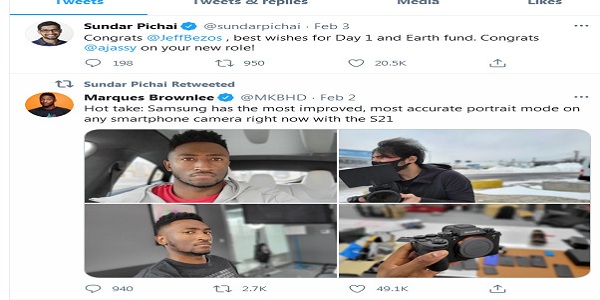 Tweets Tweets & replies Media Likes
Sundar Pichai @sundarpichai · Feb 3
Congrats @JeffBezos , best wishes for Day 1 and Earth fund. Congrats
@ajassy on your new role!
198 950 20.5K
Sundar Pichai Retweeted
Marques Brownlee @MKBHD · Feb 2
Hot take: Samsung has the most improved, most accurate portrait mode on
any smartphone camera right now with the S21
940 2.7K 49.1K